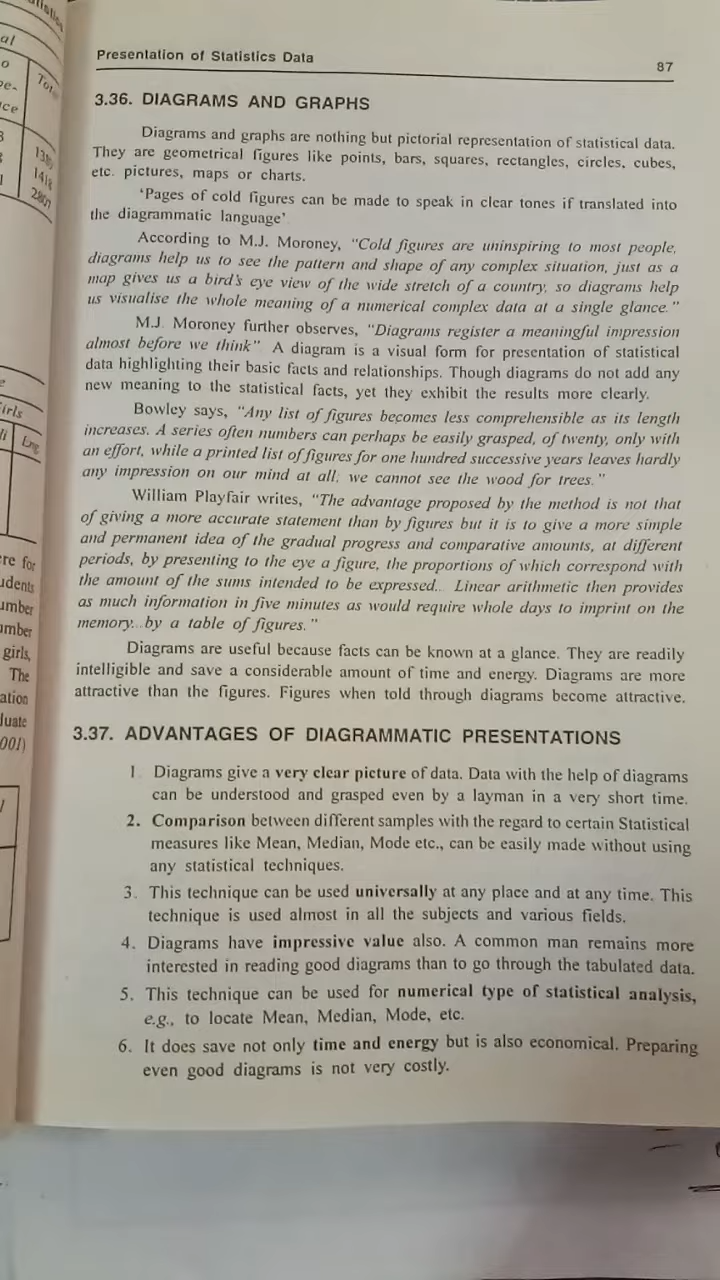 Presentation of Statistics Data
87
3.36. DIAGRAMS AND GRAPHS
Diagrams and graphs are nothing but pictorial representation of statistical data.
They are geometrical figures like points, bars, squares, rectangles, circles, cubes,
etc. pictures, maps or charts.
'Pages of cold figures can be made to speak in clear tones if translated into
the diagrammatic language'
According to M.J. Moroney, "Cold figures are uninspiring to most people,
diagrams help us to see the pattern and shape of any complex situation, just as a
map gives us a bird's eye view of the wide stretch of a country, so diagrams help
us visualise the whole meaning of a numerical complex data at a single glance."
M.J. Moroney further observes, "Diagrams register a meaningful impression
almost before we think" A diagram is a visual form for presentation of statistical
data highlighting their basic facts and relationships. Though diagrams do not add any
new meaning to the statistical facts, yet they exhibit the results more clearly.
Bowley says, "Any list of figures becomes less comprehensible as its length
increases. A series often numbers can perhaps be easily grasped, of twenty, only with
an effort, while a printed list of figures for one hundred successive years leaves hardly
any impression on our mind at all; we cannot see the wood for trees."
William Playfair writes, "The advantage proposed by the method is not that
of giving a more accurate statement than by figures but it is to give a more simple
and permanent idea of the gradual progress and comparative amounts, at different
periods, by presenting to the eye a figure, the proportions of which correspond with
the amount of the sums intended to be expressed.. Linear arithmetic then provides
as much information in five minutes as would require whole days to imprint on the
memory...by a table of figures."
Diagrams are useful because facts can be known at a glance. They are readily
intelligible and save a considerable amount of time and energy. Diagrams are more
attractive than the figures. Figures when told through diagrams become attractive.
3.37. ADVANTAGES OF DIAGRAMMATIC PRESENTATIONS
1. Diagrams give a very clear picture of data. Data with the help of diagrams
can be understood and grasped even by a layman in a very short time.
2. Comparison between different samples with the regard to certain Statistical
measures like Mean, Median, Mode etc., can be easily made without using
any statistical techniques.
3. This technique can be used universally at any place and at any time. This
technique is used almost in all the subjects and various fields.
4. Diagrams have impressive value also. A common man remains more
interested in reading good diagrams than to go through the tabulated data.
5. This technique can be used for numerical type of statistical analysis,
e.g., to locate Mean, Median, Mode, etc.
6. It does save not only time and energy but is also economical. Preparing
even good diagrams is not very costly.